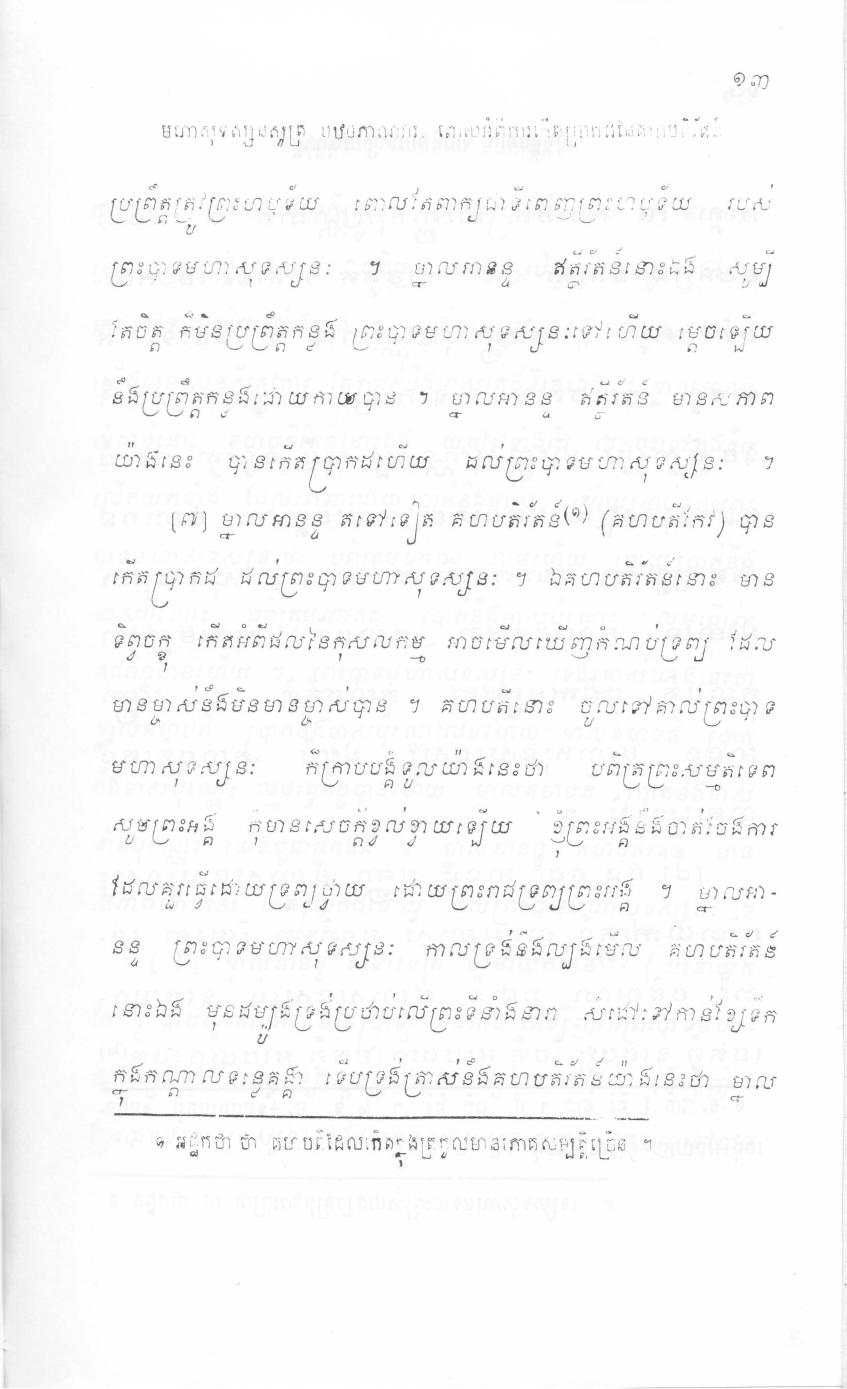 ១៣
មហាសុទស្សនសូត្រ បឋមភាណវារៈ ពោលអំពីការកើតប្រាកដនៃគហបតិរ័តន៍
ប្រព្រឹត្តត្រូវព្រះហឫទ័យ ពោលតែពាក្យជាទីពេញព្រះហឫទ័យ របស់
ព្រះបាទមហាសុទស្សនៈ ។ ម្នាលអានន្ទ ឥត្ថីរ័តន៍នោះឯង សូម្បី
តែចិត្ត ក៏មិនប្រព្រឹត្តកន្លង ព្រះបាទមហាសុទស្សនៈទៅហើយ ម្តេចឡើយ
នឹងប្រព្រឹត្តកន្លងដោយកាយបាន ។ ម្នាលអានន្ទ ឥត្ថីរ័តន៍ មានសភាព
យ៉ាងនេះ បានកើតប្រាកដហើយ ដល់ព្រះបាទមហាសុទស្សនៈ ។
[៧] ម្នាលអានន្ទ តទៅទៀត គហបតិរ័តន៍(១) (គហបតីកែវ) បាន
កើតប្រាកដ ដល់ព្រះបាទមហាសុទស្សនៈ ។ ឯគហបតិរ័តន៍នោះ មាន
ទិព្វចក្ខុ កើតអំពីផលនៃកុសលកម្ម អាចមើលឃើញកំណប់ទ្រព្យ ដែល
មានម្ចាស់នឹងមិនមានម្ចាស់បាន ។ គហបតីនោះ ចូលទៅគាល់ព្រះបាទ
មហាសុទស្សនៈ ក៏ក្រាបបង្គំទូលយ៉ាងនេះថា បពិត្រព្រះសម្មតិទេព
សូមព្រះអង្គ កុំមានសេចក្តីខ្វល់ខ្វាយឡើយ ខ្ញុំព្រះអង្គនឹងចាត់ចែងការ
ដែលគួរធ្វើដោយទ្រព្យថ្វាយ ដោយព្រះរាជទ្រព្យព្រះអង្គ ។ ម្នាលអា-
នន្ទ ព្រះបាទមហាសុទស្សនៈ កាលទ្រង់នឹងល្បងមើល គហបតិរ័តន៍
នោះឯង មុនដម្បូងទ្រង់ប្រថាប់លើព្រះទីនាំងនាវា សំដៅទៅកាន់ខ្សែទឹក
ក្នុងកណ្តាលទន្លេគង្គា ទើបទ្រង់ត្រាស់នឹងគហបតិរ័តន៍យ៉ាងនេះថា ម្នាល
១ អដ្ឋកថា ថា គហបតីដែលកើតក្នុងត្រកូលមានភោគសម្បត្តិច្រើន ។